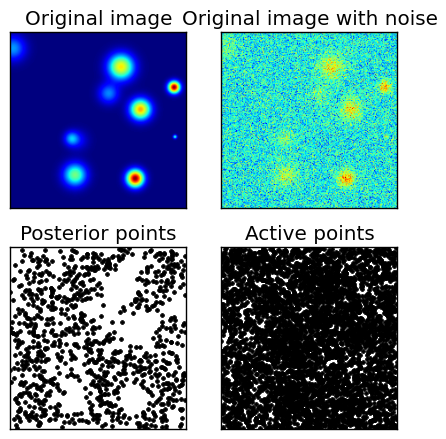 Original image
Original image with noise
Posterior points
Active points